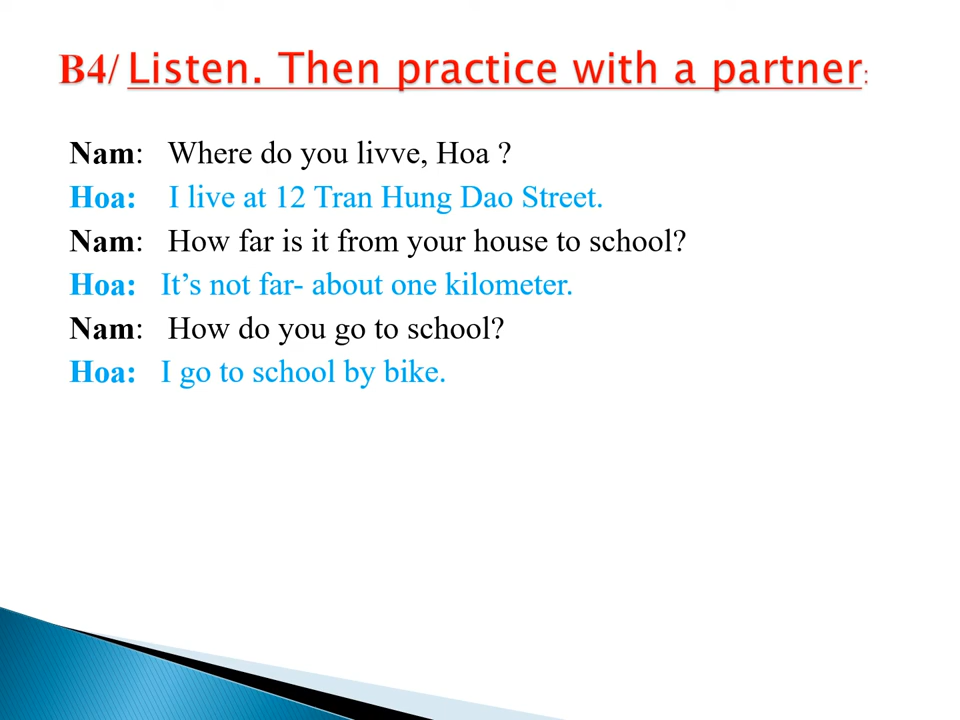 B4/ Listen. Then practice with a partner:
Nam: Where do you livve, Hoa ?
Hoa: I live at 12 Tran Hung Dao Street.
Nam: How far is it from your house to school?
Hoa: It’s not far- about one kilometer.
Nam: How do you go to school?
Hoa: I go to school by bike.